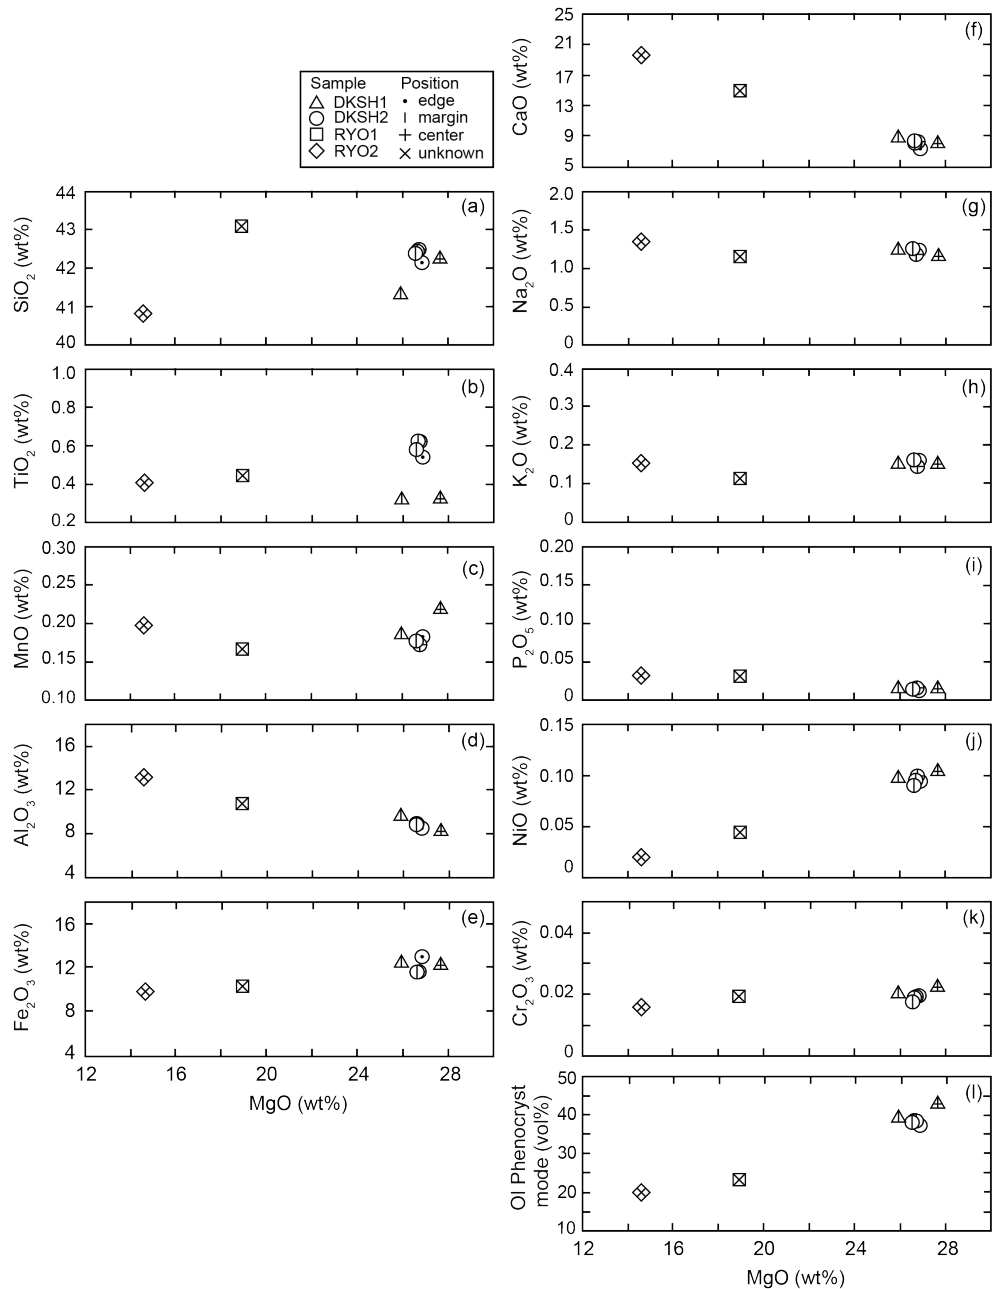 Sample Position
DKSH1 edge
DKSH2 margin
RYO1 center
RYO2 unknown
(a)
SiO2 (wt%)
44
43
42
41
40
(b)
TiO2 (wt%)
1.0
0.8
0.6
0.4
0.2
(c)
MnO (wt%)
0.30
0.25
0.20
0.15
0.10
(d)
Al2O3 (wt%)
16
12
8
4
(e)
Fe2O3 (wt%)
16
12
8
4
12 16 20 24 28
MgO (wt%)
(f)
CaO (wt%)
25
21
17
13
9
5
(g)
Na2O (wt%)
2.0
1.5
1.0
0.5
0
(h)
K2O (wt%)
0.4
0.3
0.2
0.1
0
(i)
P2O5 (wt%)
0.20
0.15
0.10
0.05
0
(j)
NiO (wt%)
0.15
0.10
0.05
0
(k)
Cr2O3 (wt%)
0.04
0.02
0
(l)
Ol Phenocryst
mode (vol%)
50
40
30
20
10
12 16 20 24 28
MgO (wt%)